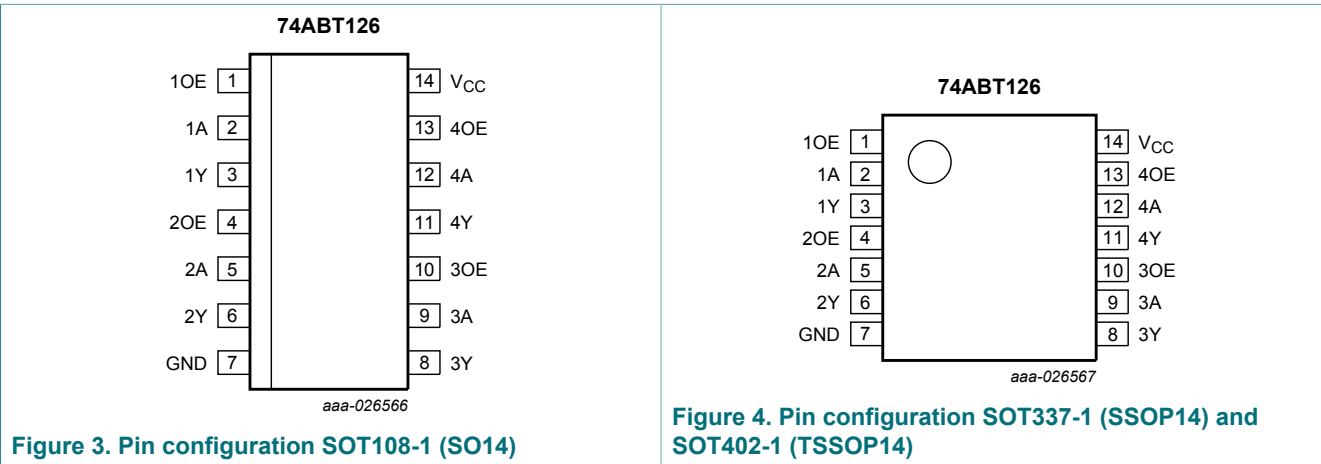 74ABT126
1OE 1 14 VCC
1A 2 13 4OE
1Y 3 12 4A
2OE 4 11 4Y
2A 5 10 3OE
2Y 6 9 3A
GND 7 8 3Y
aaa-026566
Figure 3. Pin configuration SOT108-1 (SO14)
74ABT126
1OE 1 14 VCC
1A 2 13 4OE
1Y 3 12 4A
2OE 4 11 4Y
2A 5 10 3OE
2Y 6 9 3A
GND 7 8 3Y
aaa-026567
Figure 4. Pin configuration SOT337-1 (SSOP14) and
SOT402-1 (TSSOP14)